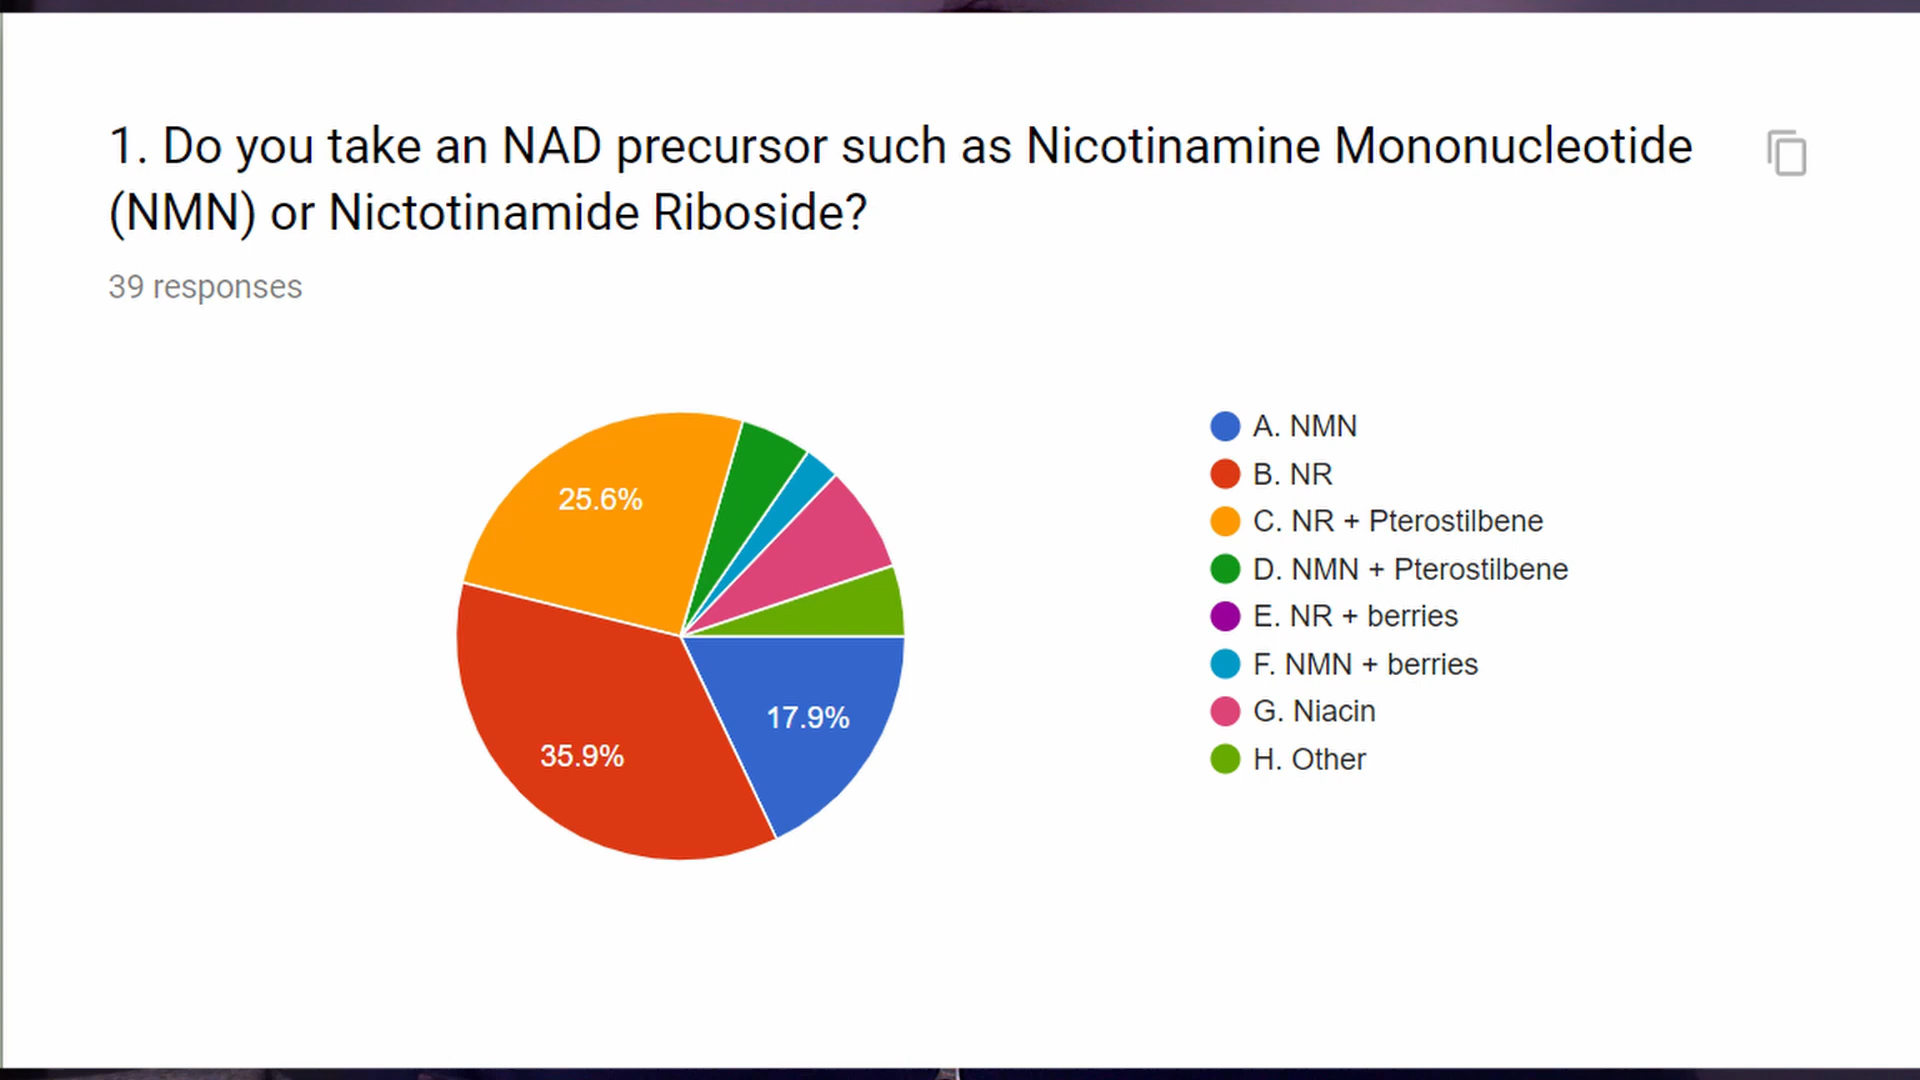 1. Do you take an NAD precursor such as Nicotinamine Mononucleotide
(NMN) or Nictotinamide Riboside?
39 responses
25.6%
17.9%
35.9%
A. NMN
B. NR
C. NR + Pterostilbene
D. NMN + Pterostilbene
E. NR + berries
F. NMN + berries
G. Niacin
H. Other